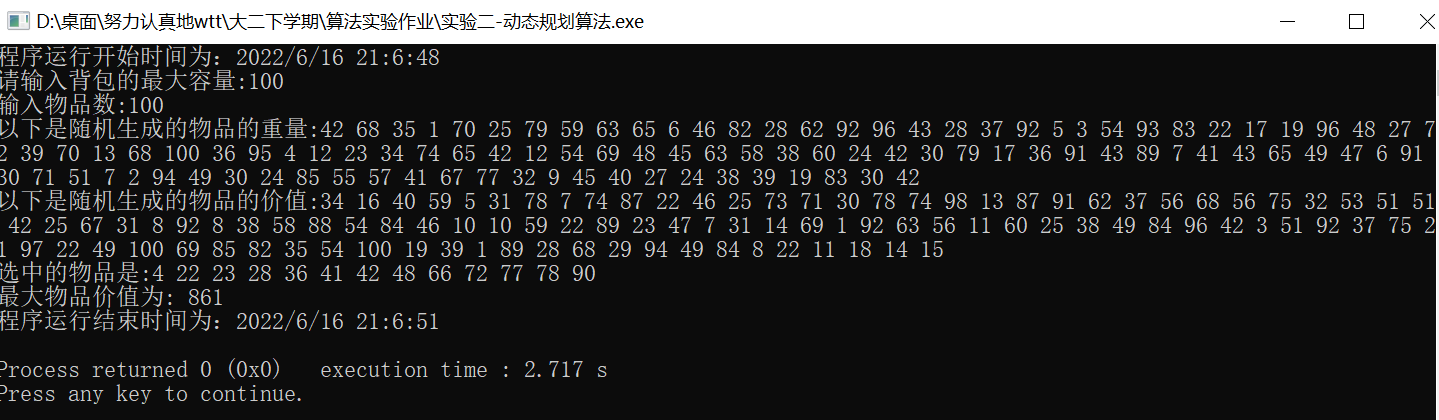 D:\桌面\努力认真地wtt\大二下学期\算法实验作业\实验二-动态规划算法.exe
程序运行开始时间为：2022/6/16 21:6:48
请输入背包的最大容量:100
输入物品数:100
以下是随机生成的物品的重量:42 68 35 1 70 25 79 59 63 65 6 46 82 28 62 92 96 43 28 37 92 5 3 54 93 83 22 17 19 96 48 27 7
2 39 70 13 68 100 36 95 4 12 23 34 74 65 42 12 54 69 48 45 63 58 38 60 24 42 30 79 17 36 91 43 89 7 41 43 65 49 47 6 91
30 71 51 7 2 94 49 30 24 85 55 57 41 67 77 32 9 45 40 27 24 38 39 19 83 30 42
以下是随机生成的物品的价值:34 16 40 59 5 31 78 7 74 87 22 46 25 73 71 30 78 74 98 13 87 91 62 37 56 68 56 75 32 53 51 51
42 25 67 31 8 92 8 38 58 88 54 84 46 10 10 59 22 89 23 47 7 31 14 69 1 92 63 56 11 60 25 38 49 84 96 42 3 51 92 37 75 2
1 97 22 49 100 69 85 82 35 54 100 19 39 1 89 28 68 29 94 49 84 8 22 11 18 14 15
选中的物品是:4 22 23 28 36 41 42 48 66 72 77 78 90
最大物品价值为: 861
程序运行结束时间为：2022/6/16 21:6:51
Process returned 0 (0x0)   execution time : 2.717 s
Press any key to continue.